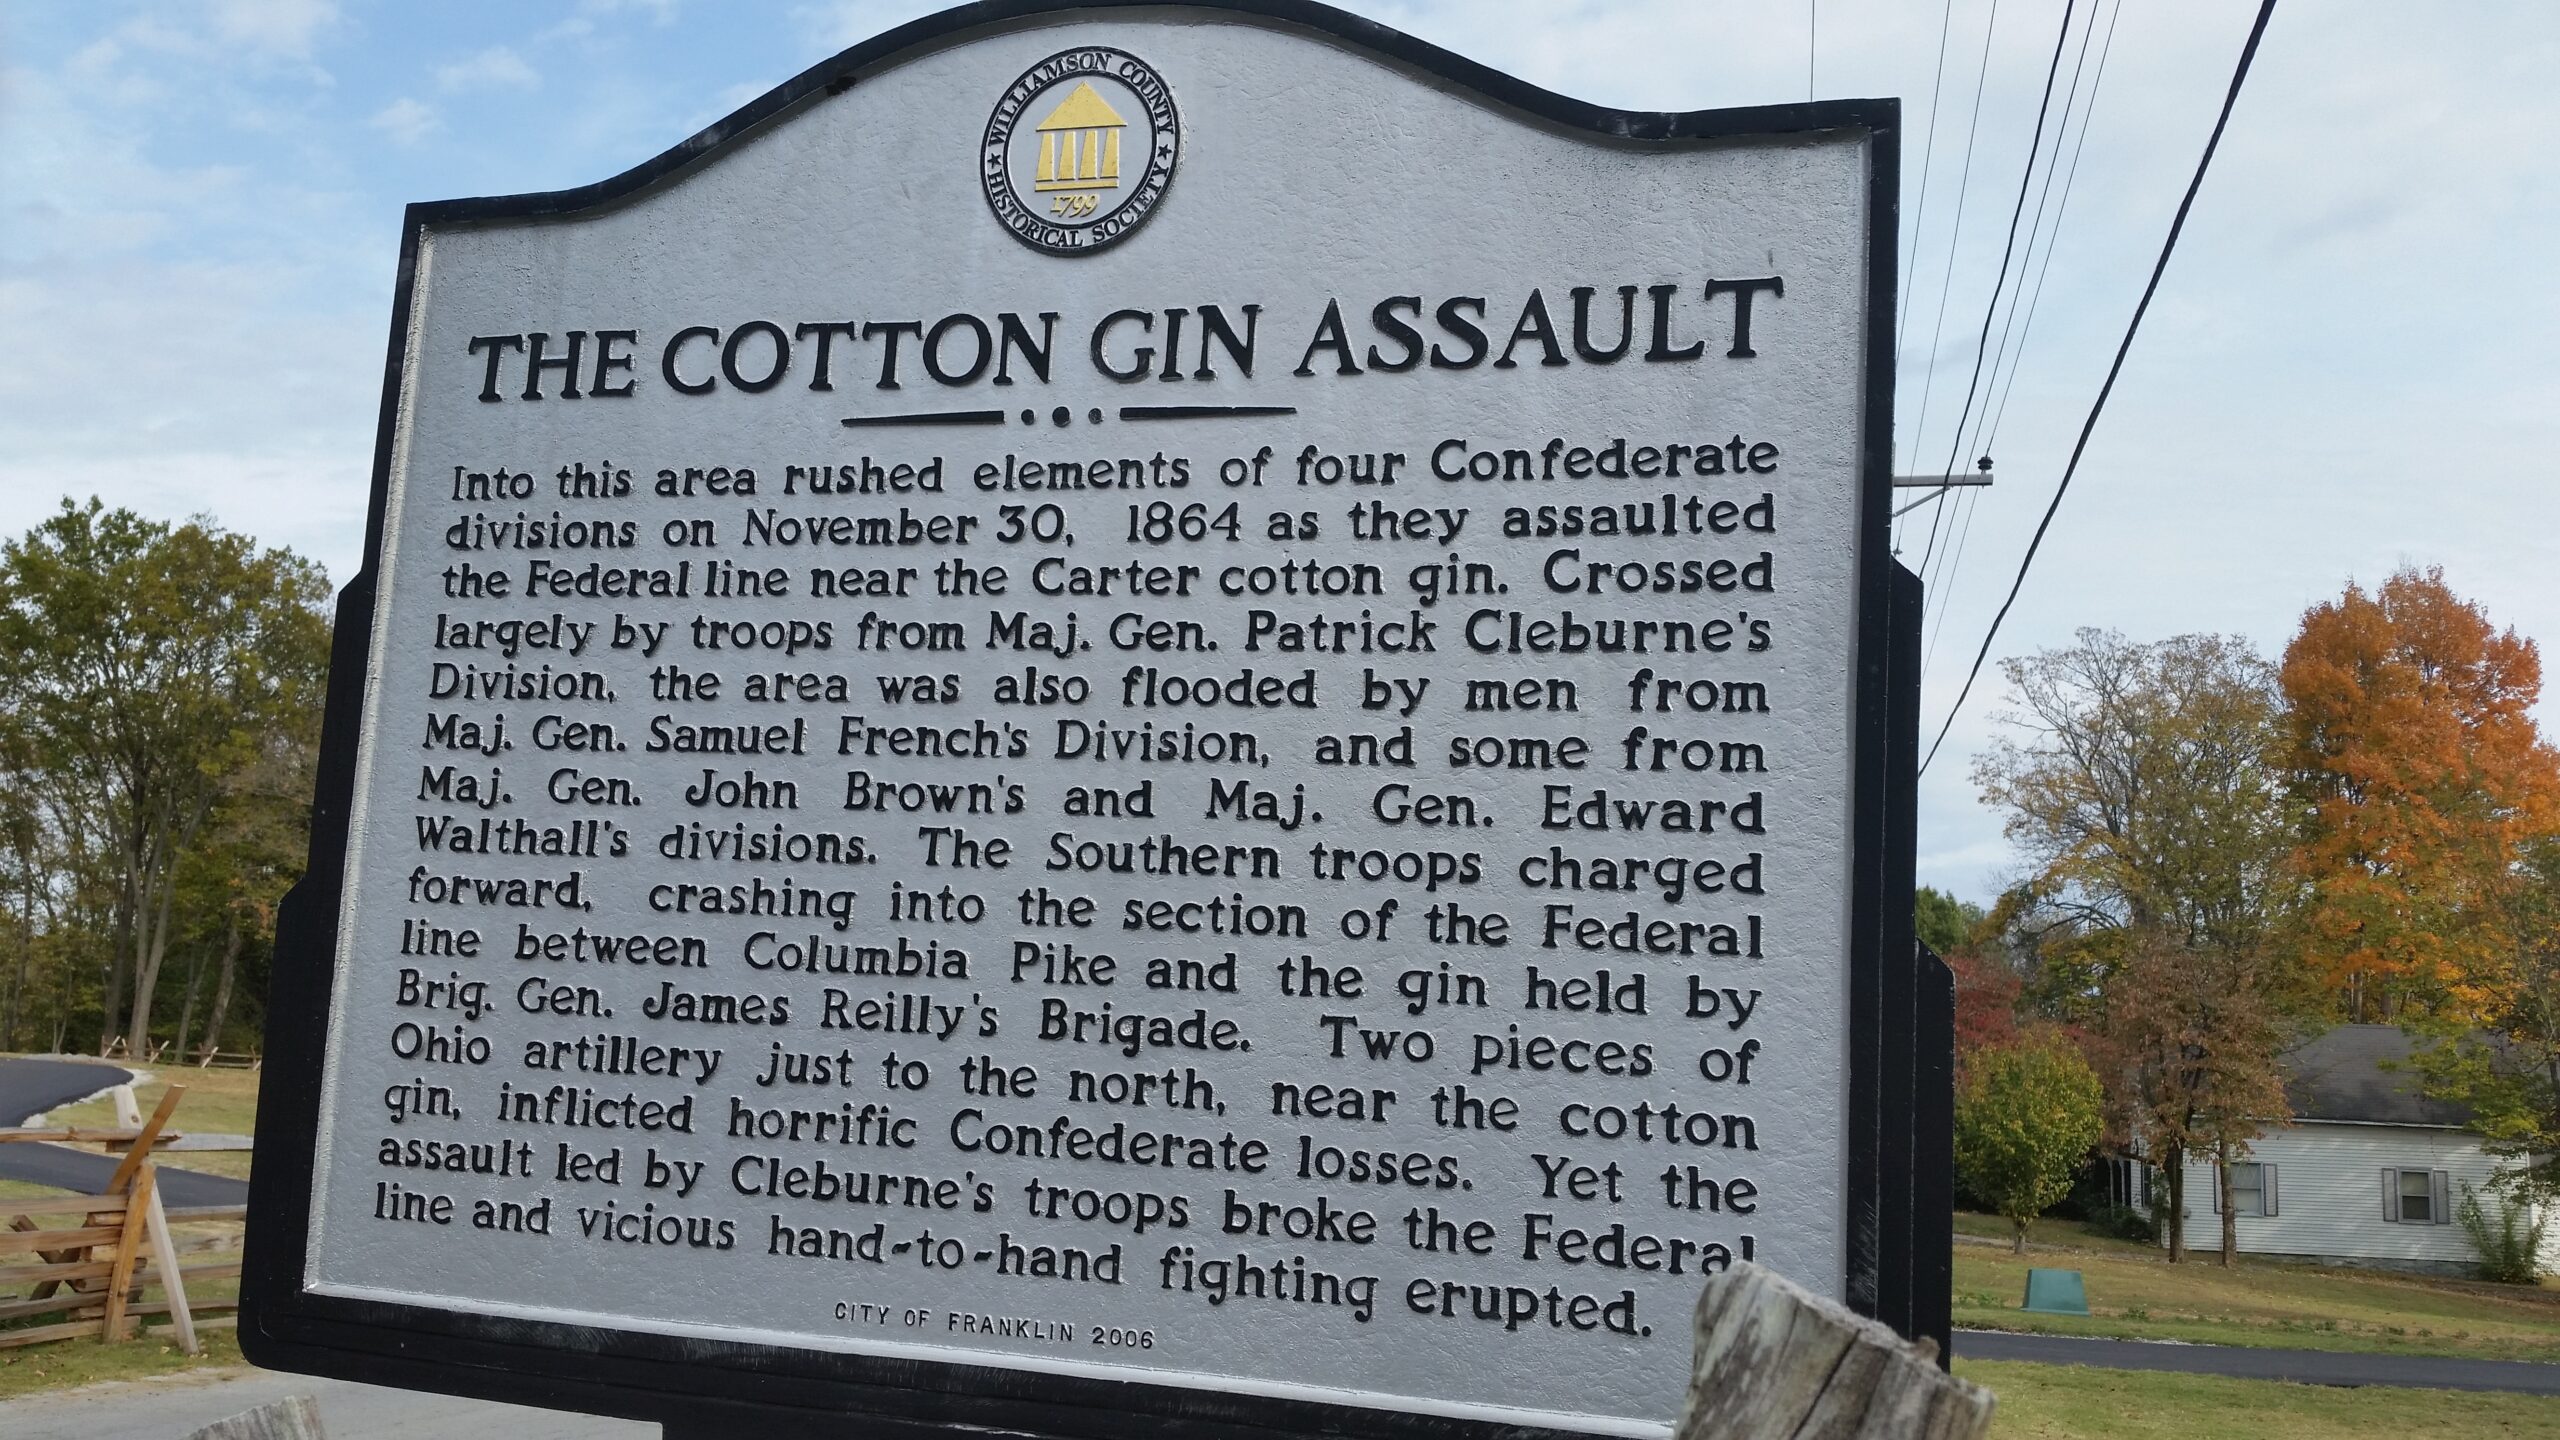 WILLIAMSON COUNTY
★ HISTORICAL SOCIETY ★
1799
THE COTTON GIN ASSAULT
Into this area rushed elements of four Confederate
divisions on November 30, 1864 as they assaulted
the Federal line near the Carter cotton gin. Crossed
largely by troops from Maj. Gen. Patrick Cleburne's
Division, the area was also flooded by men from
Maj. Gen. Samuel French's Division, and some from
Maj. Gen. John Brown's and Maj. Gen. Edward
Walthall's divisions. The Southern troops charged
forward, crashing into the section of the Federal
line between Columbia Pike and the gin held by
Brig. Gen. James Reilly's Brigade. Two pieces of
Ohio artillery just to the north, near the cotton
gin, inflicted horrific Confederate losses. Yet the
assault led by Cleburne's troops broke the Federal
line and vicious hand-to-hand fighting erupted.
CITY OF FRANKLIN 2006